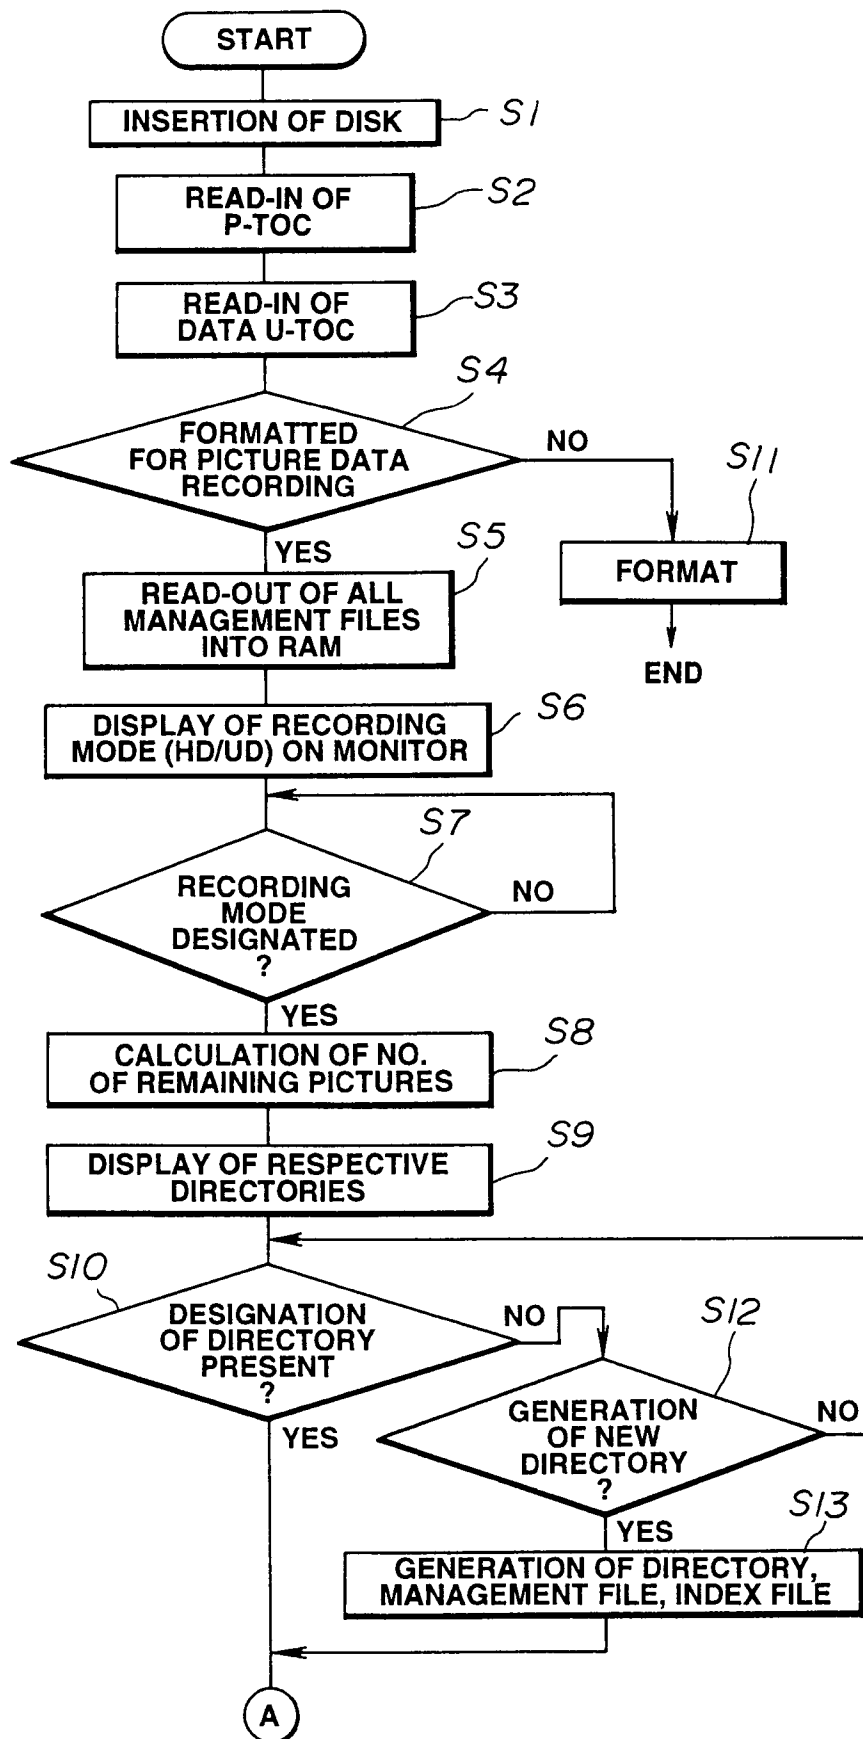 START
INSERTION OF DISK
S1
READ-IN OF
P-TOC
S2
READ-IN OF
DATA U-TOC
S3
S4
FORMATTED
FOR PICTURE DATA
RECORDING
NO
YES
S11
FORMAT
END
S5
READ-OUT OF ALL
MANAGEMENT FILES
INTO RAM
S6
DISPLAY OF RECORDING
MODE (HD/UD) ON MONITOR
S7
RECORDING
MODE
DESIGNATED
?
NO
YES
CALCULATION OF NO.
OF REMAINING PICTURES
S8
S9
DISPLAY OF RESPECTIVE
DIRECTORIES
S10
DESIGNATION
OF DIRECTORY
PRESENT
?
NO
YES
S12
GENERATION
OF NEW
DIRECTORY
?
NO
YES
S13
GENERATION OF DIRECTORY,
MANAGEMENT FILE, INDEX FILE
A